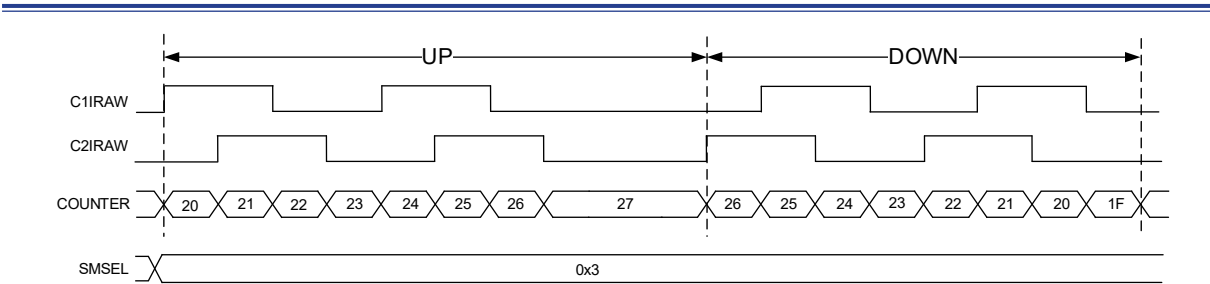 UP DOWN
C1IRAW
C2IRAW
COUNTER 20 21 22 23 24 25 26 27 26 25 24 23 22 21 20 1F
SMSEL 0x3